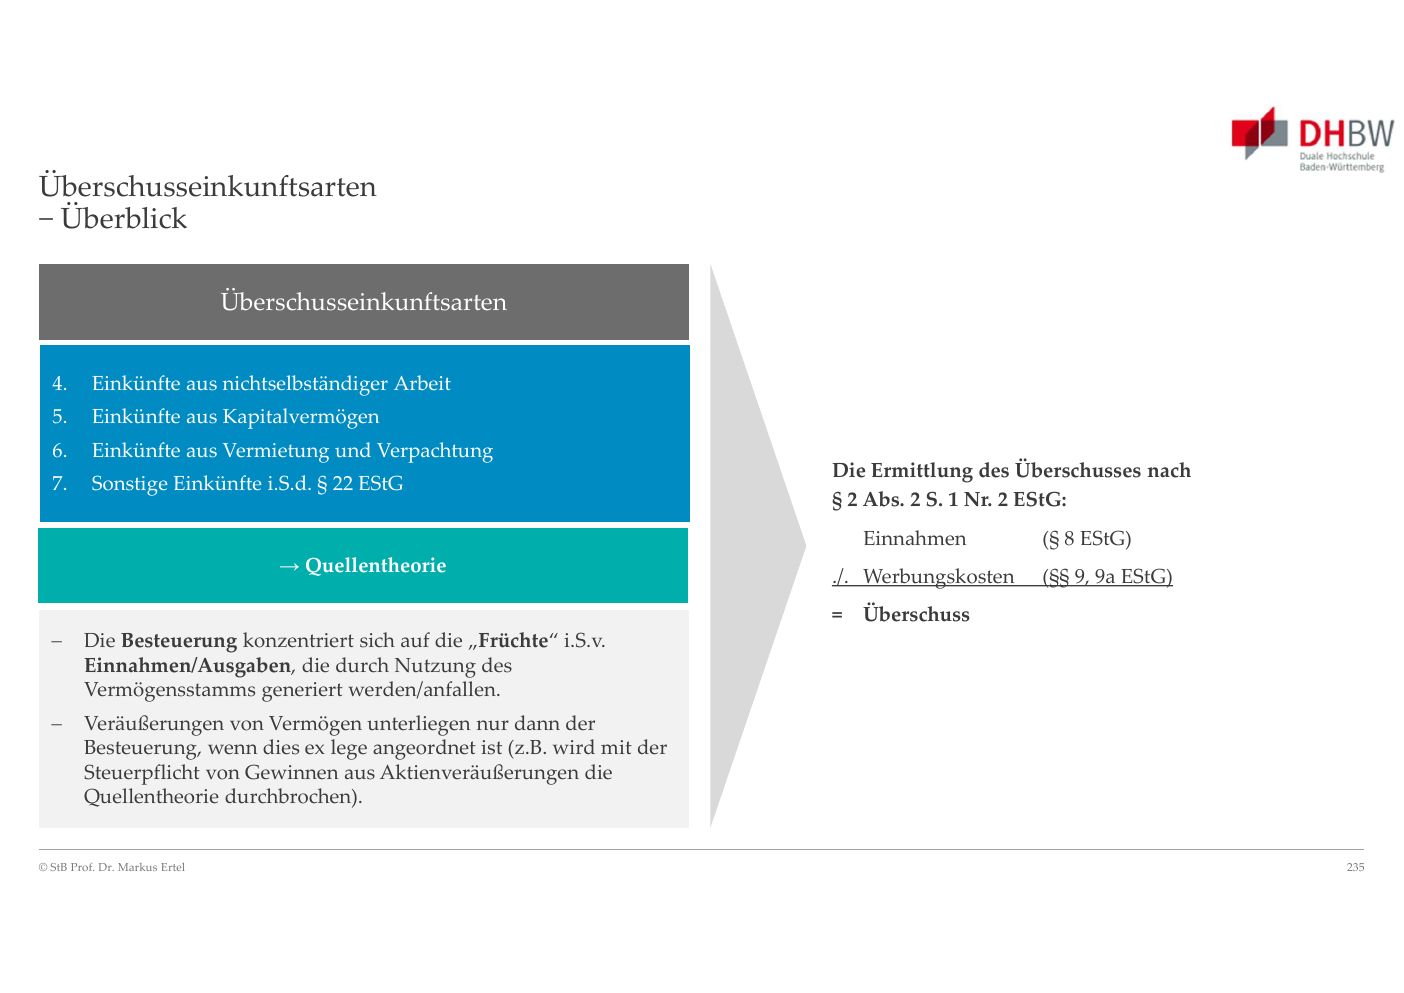 DHBW
Duale Hochschule
Baden-Württemberg
Überschusseinkunftsarten
– Überblick
Überschusseinkunftsarten
4. Einkünfte aus nichtselbständiger Arbeit
5. Einkünfte aus Kapitalvermögen
6. Einkünfte aus Vermietung und Verpachtung
7. Sonstige Einkünfte i.S.d. § 22 EStG
→ Quellentheorie
– Die Besteuerung konzentriert sich auf die „Früchte“ i.S.v.
Einnahmen/Ausgaben, die durch Nutzung des
Vermögensstamms generiert werden/anfallen.
– Veräußerungen von Vermögen unterliegen nur dann der
Besteuerung, wenn dies ex lege angeordnet ist (z.B. wird mit der
Steuerpflicht von Gewinnen aus Aktienveräußerungen die
Quellentheorie durchbrochen).
Die Ermittlung des Überschusses nach
§ 2 Abs. 2 S. 1 Nr. 2 EStG:
Einnahmen (§ 8 EStG)
./. Werbungskosten (§§ 9, 9a EStG)
= Überschuss
© StB Prof. Dr. Markus Ertel
235